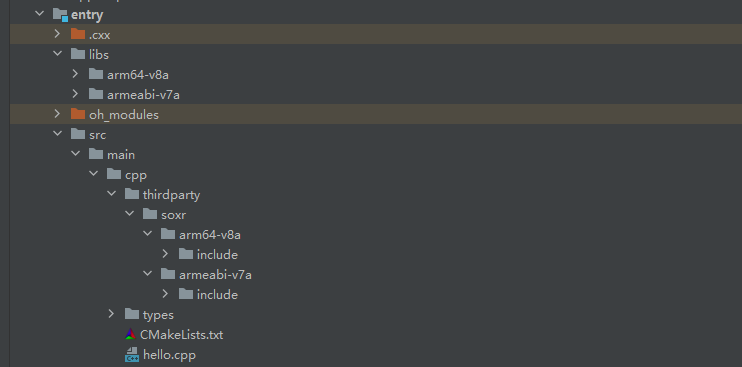 entry
.cxx
libs
arm64-v8a
armeabi-v7a
oh_modules
src
main
cpp
thirdparty
soxr
arm64-v8a
include
armeabi-v7a
include
types
CMakeLists.txt
hello.cpp